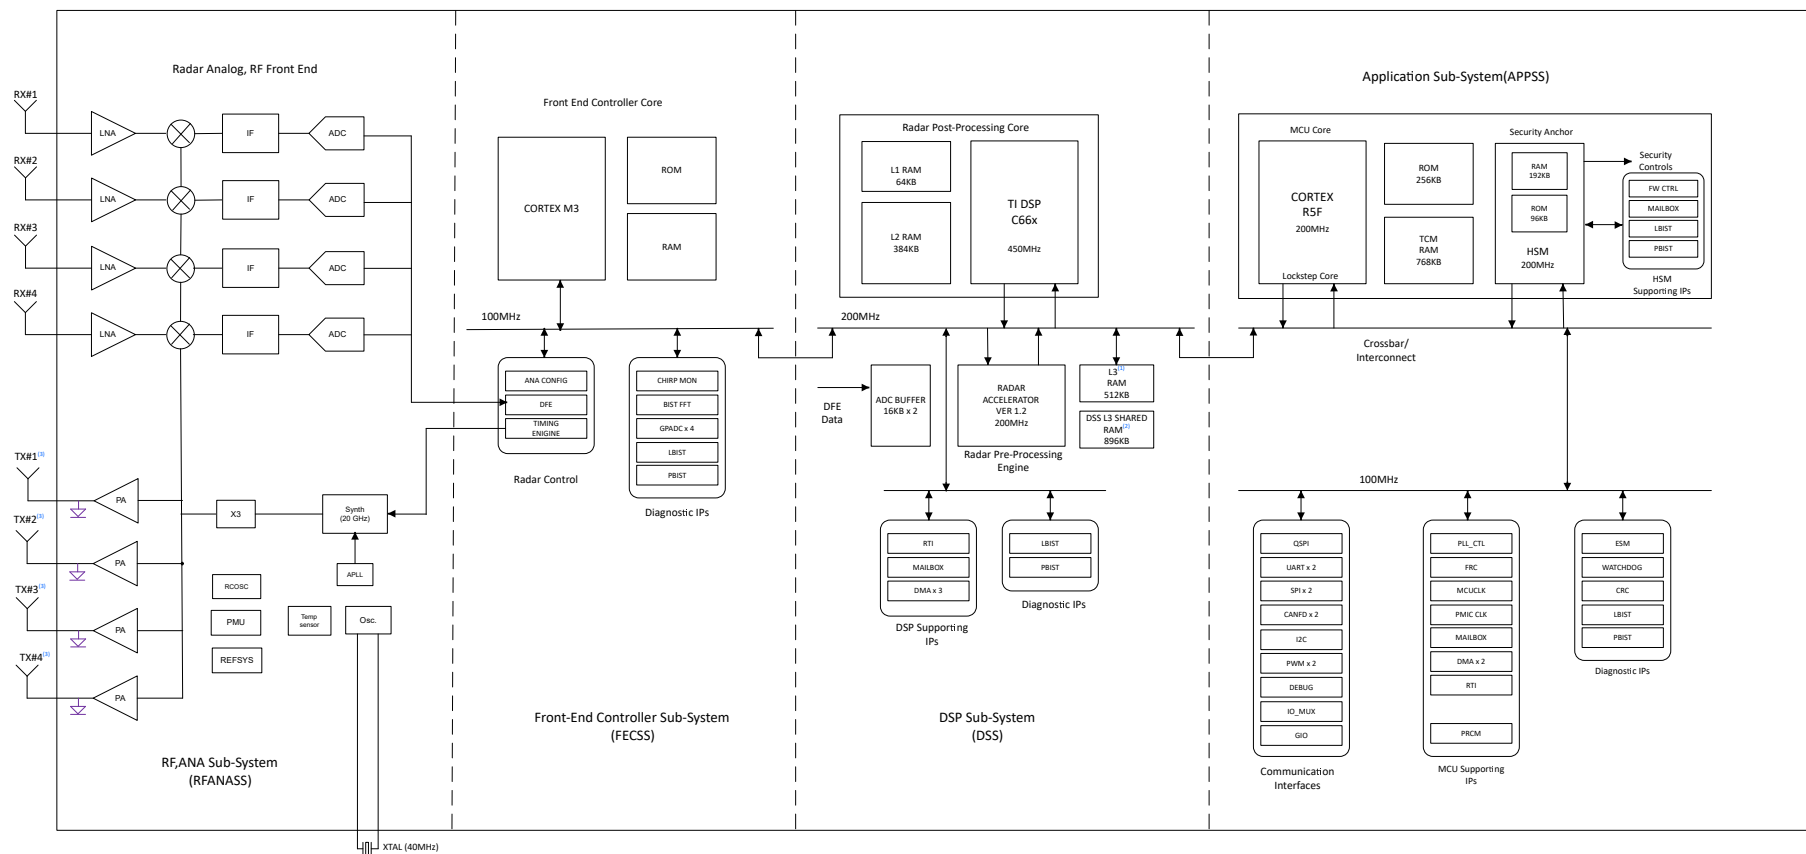 Radar Analog, RF Front End
RX#1
LNA
IF
ADC
RX#2
LNA
IF
ADC
RX#3
LNA
IF
ADC
RX#4
LNA
IF
ADC
TX#1(3)
PA
TX#2(3)
PA
TX#3(3)
PA
TX#4(3)
PA
X3
Synth
(20 GHz)
APLL
RCOSC
PMU
REFSYS
Temp
sensor
Osc.
RF,ANA Sub-System
(RFANASS)
XTAL (40MHz)
Front End Controller Core
CORTEX M3
ROM
RAM
100MHz
ANA CONFIG
DFE
TIMING
ENIGINE
Radar Control
CHIRP MON
BIST FFT
GPADC x 4
LBIST
PBIST
Diagnostic IPs
Front-End Controller Sub-System
(FECSS)
Radar Post-Processing Core
L1 RAM
64KB
L2 RAM
384KB
TI DSP
C66x
450MHz
200MHz
DFE
Data
ADC BUFFER
16KB x 2
RADAR
ACCELERATOR
VER 1.2
200MHz
Radar Pre-Processing
Engine
L3(1)
RAM
512KB
DSS L3 SHARED
RAM(2)
896KB
RTI
MAILBOX
DMA x 3
DSP Supporting
IPs
LBIST
PBIST
Diagnostic IPs
DSP Sub-System
(DSS)
Application Sub-System(APPSS)
MCU Core
CORTEX
R5F
200MHz
Lockstep Core
ROM
256KB
TCM
RAM
768KB
Security Anchor
RAM
192KB
ROM
96KB
HSM
200MHz
Security
Controls
FW CTRL
MAILBOX
LBIST
PBIST
HSM
Supporting IPs
Crossbar/
Interconnect
100MHz
QSPI
UART x 2
SPI x 2
CANFD x 2
I2C
PWM x 2
DEBUG
IO_MUX
GIO
Communication
Interfaces
PLL_CTL
FRC
MCUCLK
PMIC CLK
MAILBOX
DMA x 2
RTI
PRCM
MCU Supporting
IPs
ESM
WATCHDOG
CRC
LBIST
PBIST
Diagnostic IPs